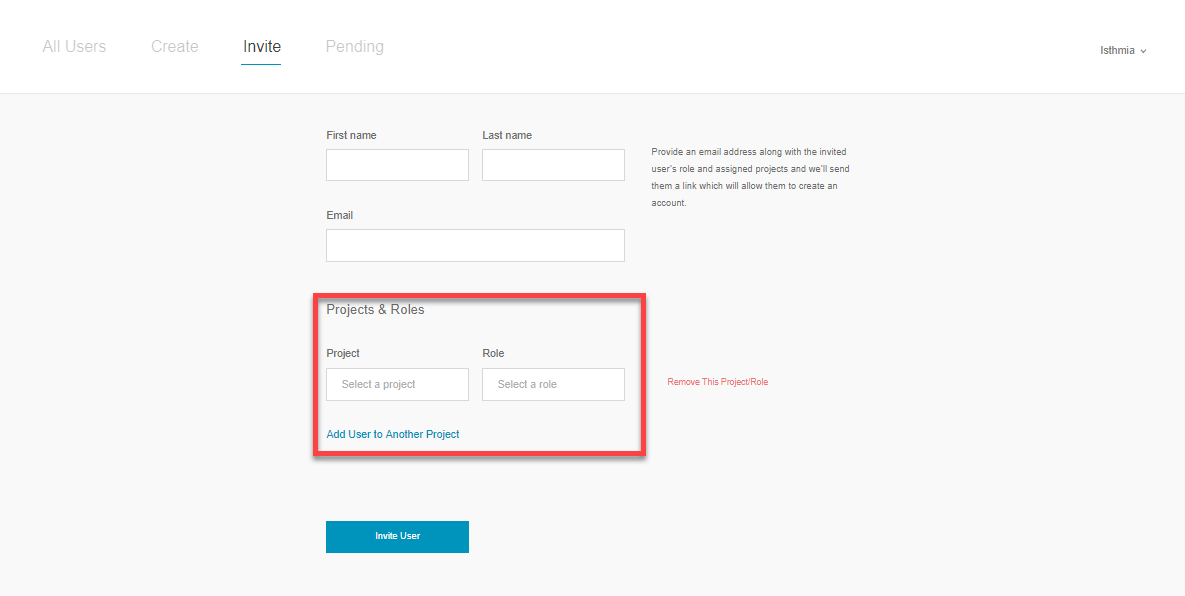 All Users Create Invite Pending
Isthmia
First name Last name
Provide an email address along with the invited
user's role and assigned projects and we'll send
them a link which will allow them to create an
account.
Email
Projects & Roles
Project Role
Select a project Select a role
Remove This Project/Role
Add User to Another Project
Invite User